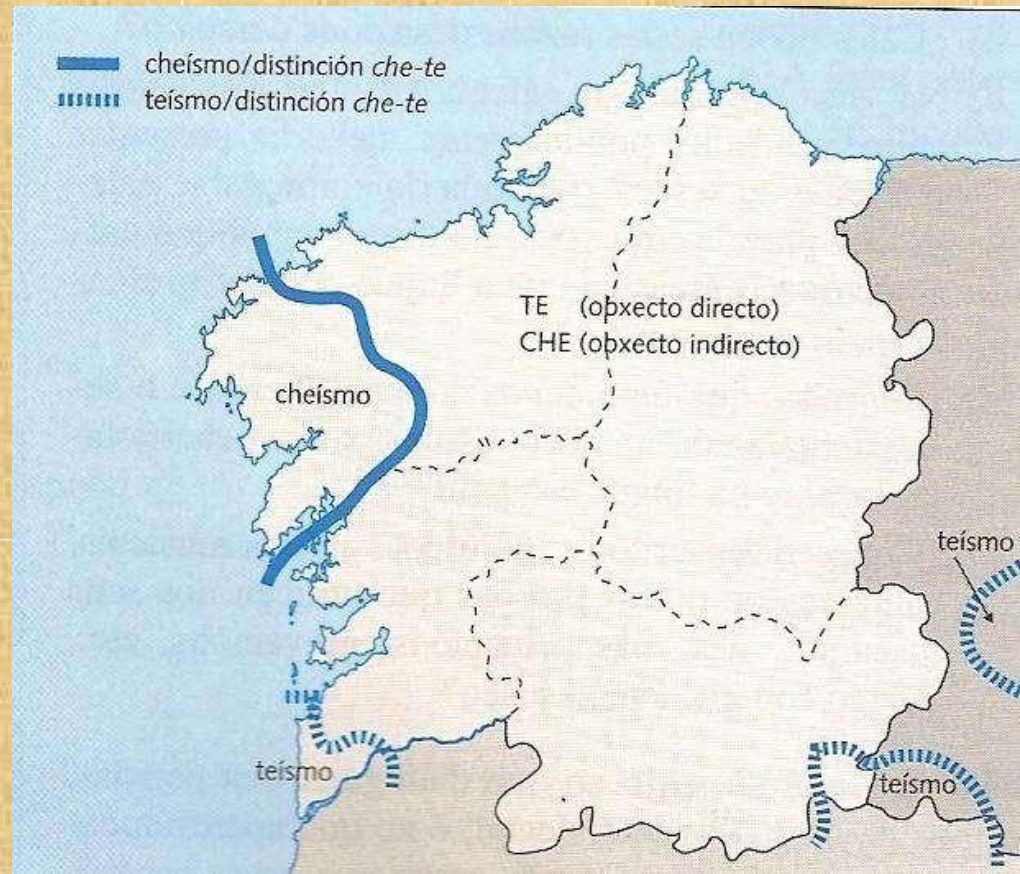 cheísmo/distinción che-te
teísmo/distinción che-te
TE (obxecto directo)
CHE (obxecto indirecto)
cheísmo
teísmo
teísmo
teísmo